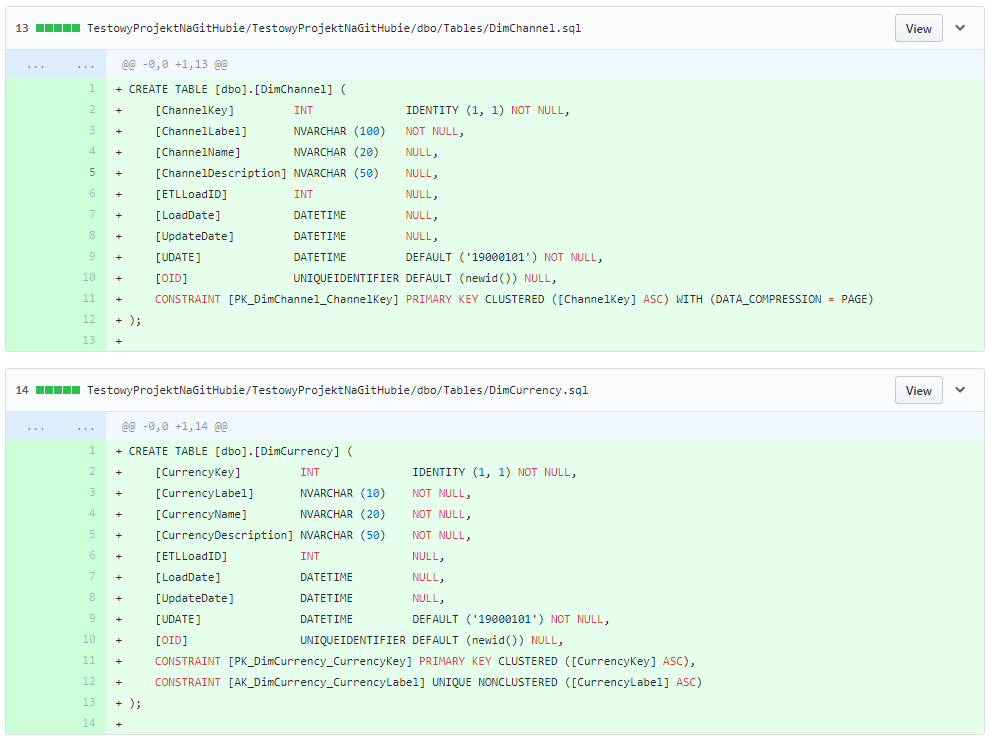 13 TestowyProjektNaGitHubie/TestowyProjektNaGitHubie/dbo/Tables/DimChannel.sql View
... ... @@ -0,0 +1,13 @@
1 + CREATE TABLE [dbo].[DimChannel] (
2 +     [ChannelKey]         INT              IDENTITY (1, 1) NOT NULL,
3 +     [ChannelLabel]       NVARCHAR (100)   NOT NULL,
4 +     [ChannelName]        NVARCHAR (20)    NULL,
5 +     [ChannelDescription] NVARCHAR (50)    NULL,
6 +     [ETLLoadID]          INT              NULL,
7 +     [LoadDate]           DATETIME         NULL,
8 +     [UpdateDate]         DATETIME         NULL,
9 +     [UDATE]              DATETIME         DEFAULT ('19000101') NOT NULL,
10 +     [OID]                UNIQUEIDENTIFIER DEFAULT (newid()) NULL,
11 +     CONSTRAINT [PK_DimChannel_ChannelKey] PRIMARY KEY CLUSTERED ([ChannelKey] ASC) WITH (DATA_COMPRESSION = PAGE)
12 + );
13 +
14 TestowyProjektNaGitHubie/TestowyProjektNaGitHubie/dbo/Tables/DimCurrency.sql View
... ... @@ -0,0 +1,14 @@
1 + CREATE TABLE [dbo].[DimCurrency] (
2 +     [CurrencyKey]         INT              IDENTITY (1, 1) NOT NULL,
3 +     [CurrencyLabel]       NVARCHAR (10)    NOT NULL,
4 +     [CurrencyName]        NVARCHAR (20)    NOT NULL,
5 +     [CurrencyDescription] NVARCHAR (50)    NOT NULL,
6 +     [ETLLoadID]           INT              NULL,
7 +     [LoadDate]            DATETIME         NULL,
8 +     [UpdateDate]          DATETIME         NULL,
9 +     [UDATE]               DATETIME         DEFAULT ('19000101') NOT NULL,
10 +     [OID]                 UNIQUEIDENTIFIER DEFAULT (newid()) NULL,
11 +     CONSTRAINT [PK_DimCurrency_CurrencyKey] PRIMARY KEY CLUSTERED ([CurrencyKey] ASC),
12 +     CONSTRAINT [AK_DimCurrency_CurrencyLabel] UNIQUE NONCLUSTERED ([CurrencyLabel] ASC)
13 + );
14 +